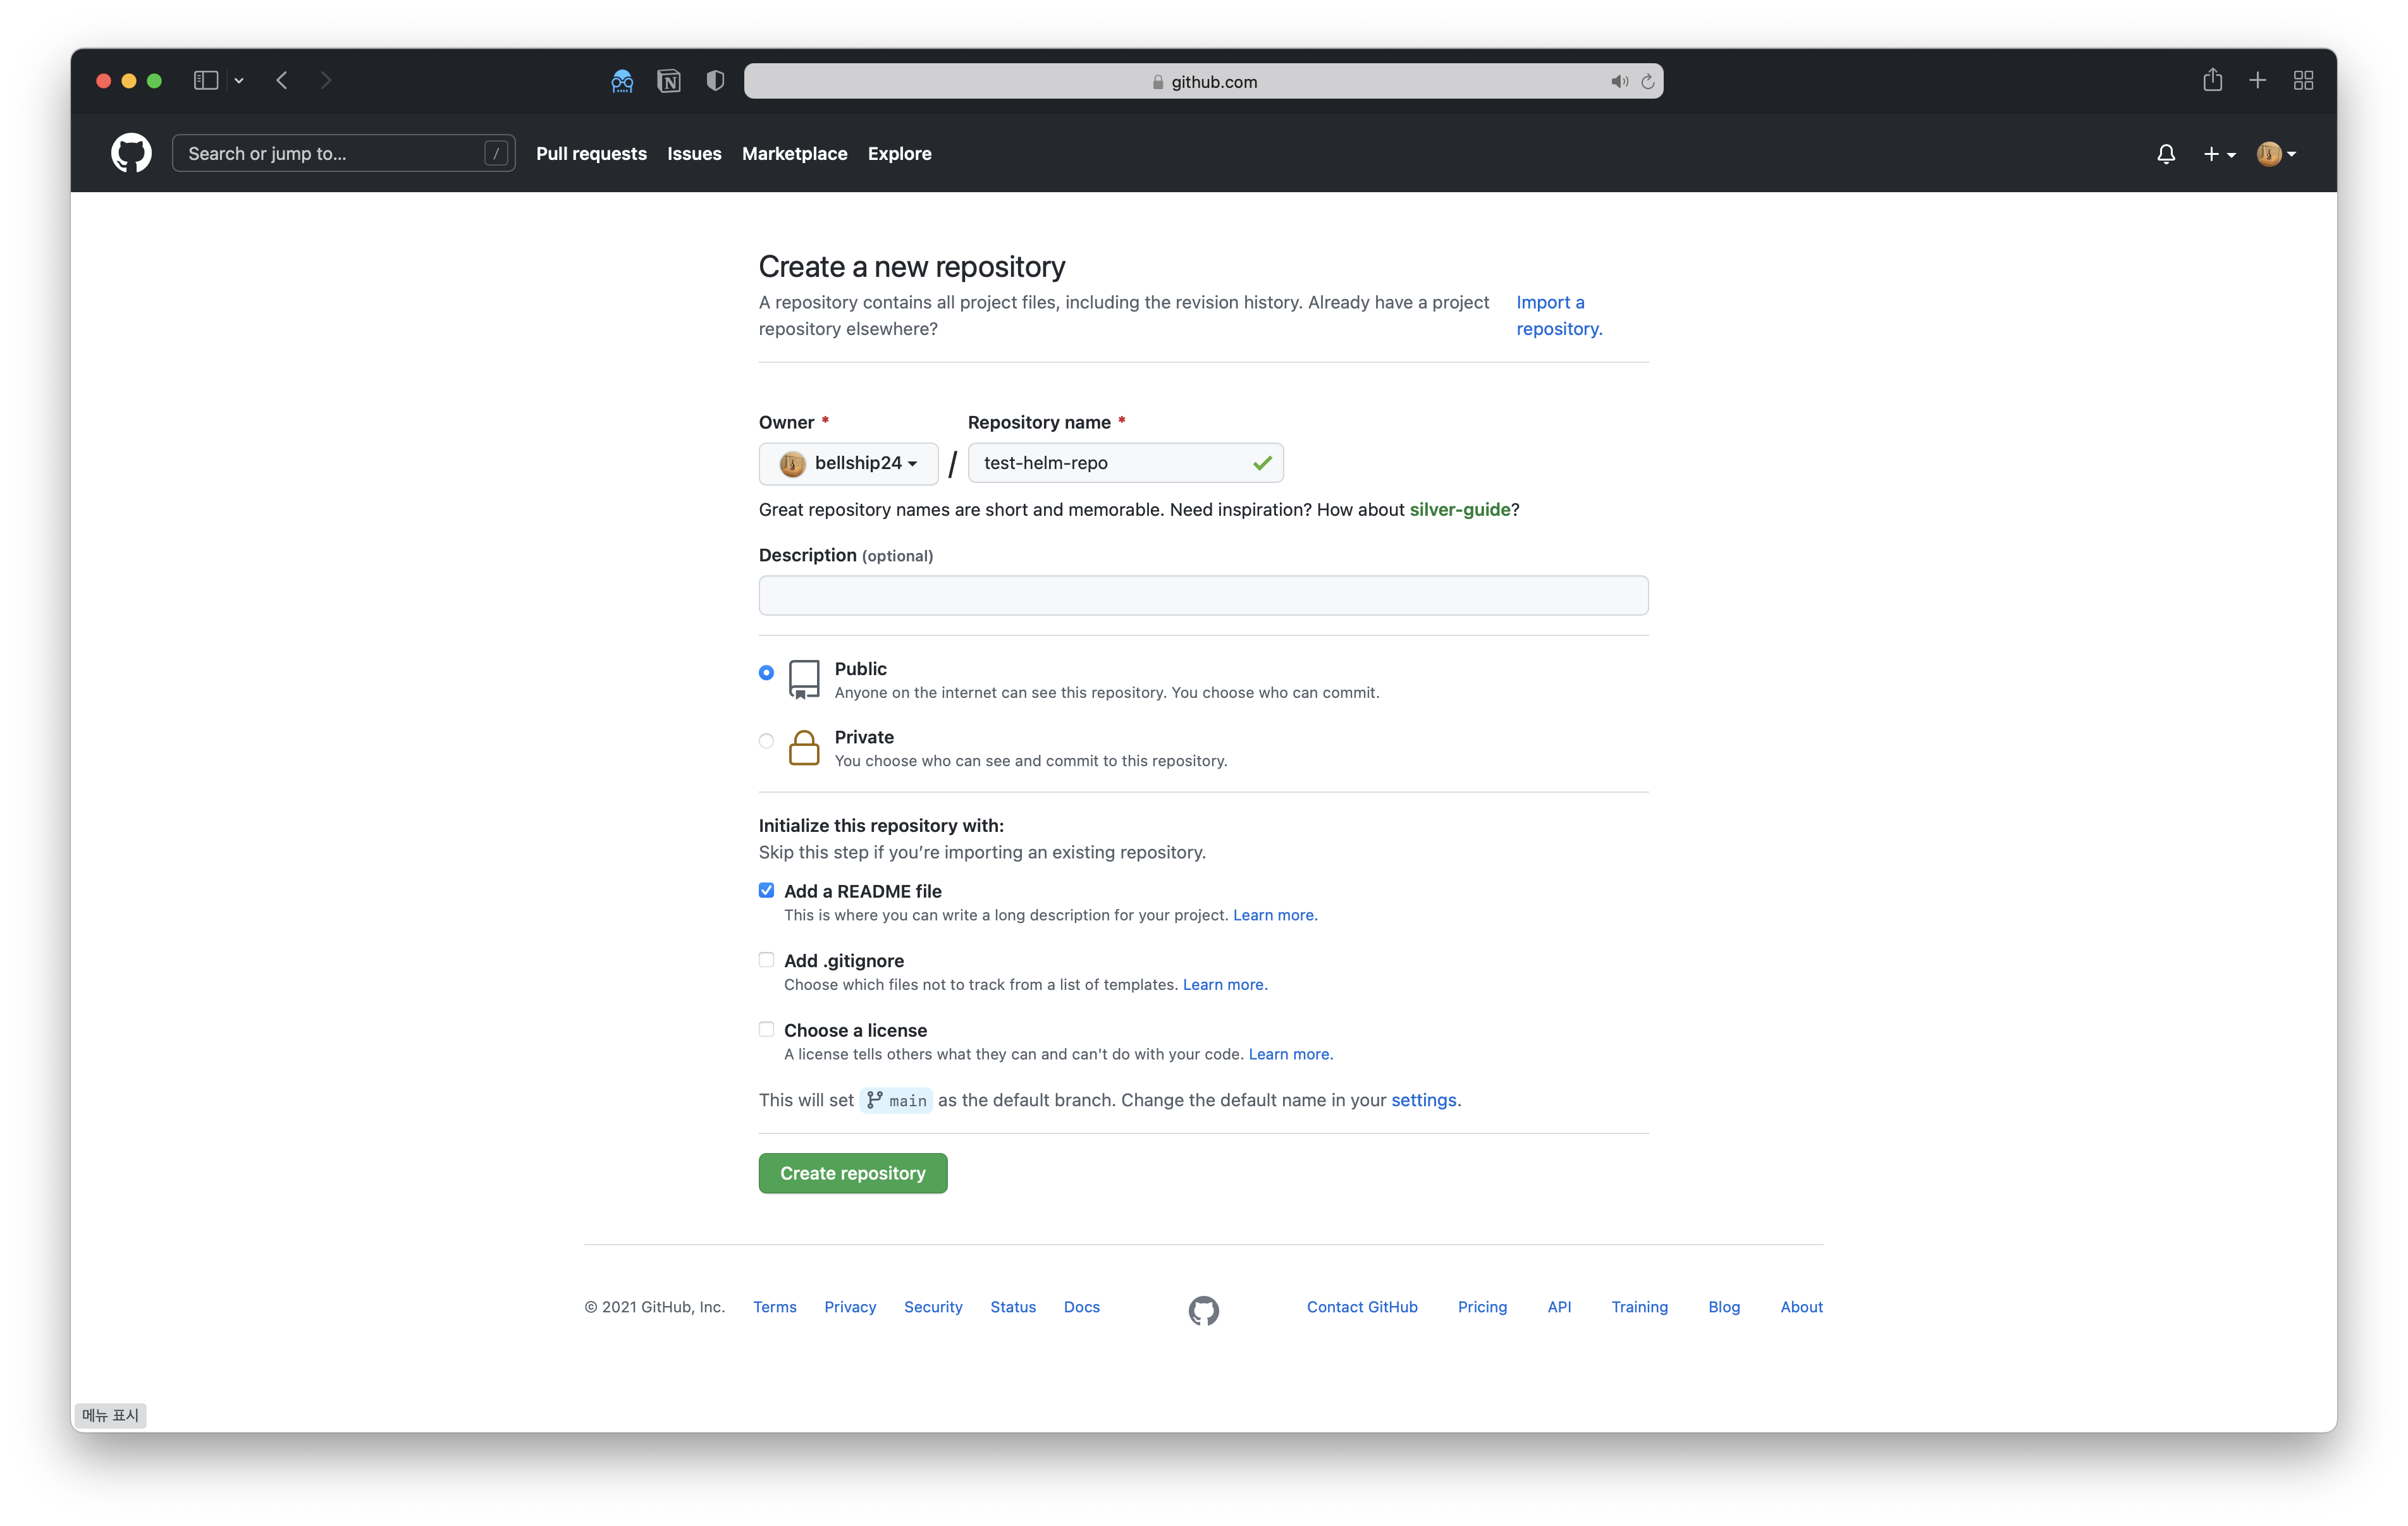 github.com
Search or jump to... /
Pull requests Issues Marketplace Explore
Create a new repository
A repository contains all project files, including the revision history. Already have a project
repository elsewhere?
Import a
repository.
Owner * Repository name *
bellship24 / test-helm-repo
Great repository names are short and memorable. Need inspiration? How about silver-guide?
Description (optional)
Public
Anyone on the internet can see this repository. You choose who can commit.
Private
You choose who can see and commit to this repository.
Initialize this repository with:
Skip this step if you’re importing an existing repository.
Add a README file
This is where you can write a long description for your project. Learn more.
Add .gitignore
Choose which files not to track from a list of templates. Learn more.
Choose a license
A license tells others what they can and can't do with your code. Learn more.
This will set main as the default branch. Change the default name in your settings.
Create repository
© 2021 GitHub, Inc. Terms Privacy Security Status Docs Contact GitHub Pricing API Training Blog About
메뉴 표시